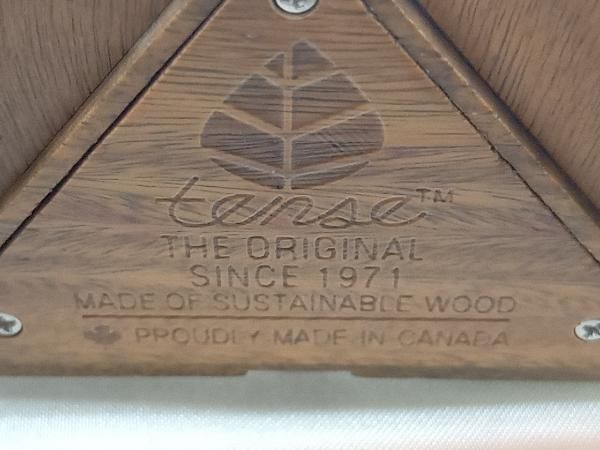 tense™
THE ORIGINAL
SINCE 1971
MADE OF SUSTAINABLE WOOD
PROUDLY MADE IN CANADA